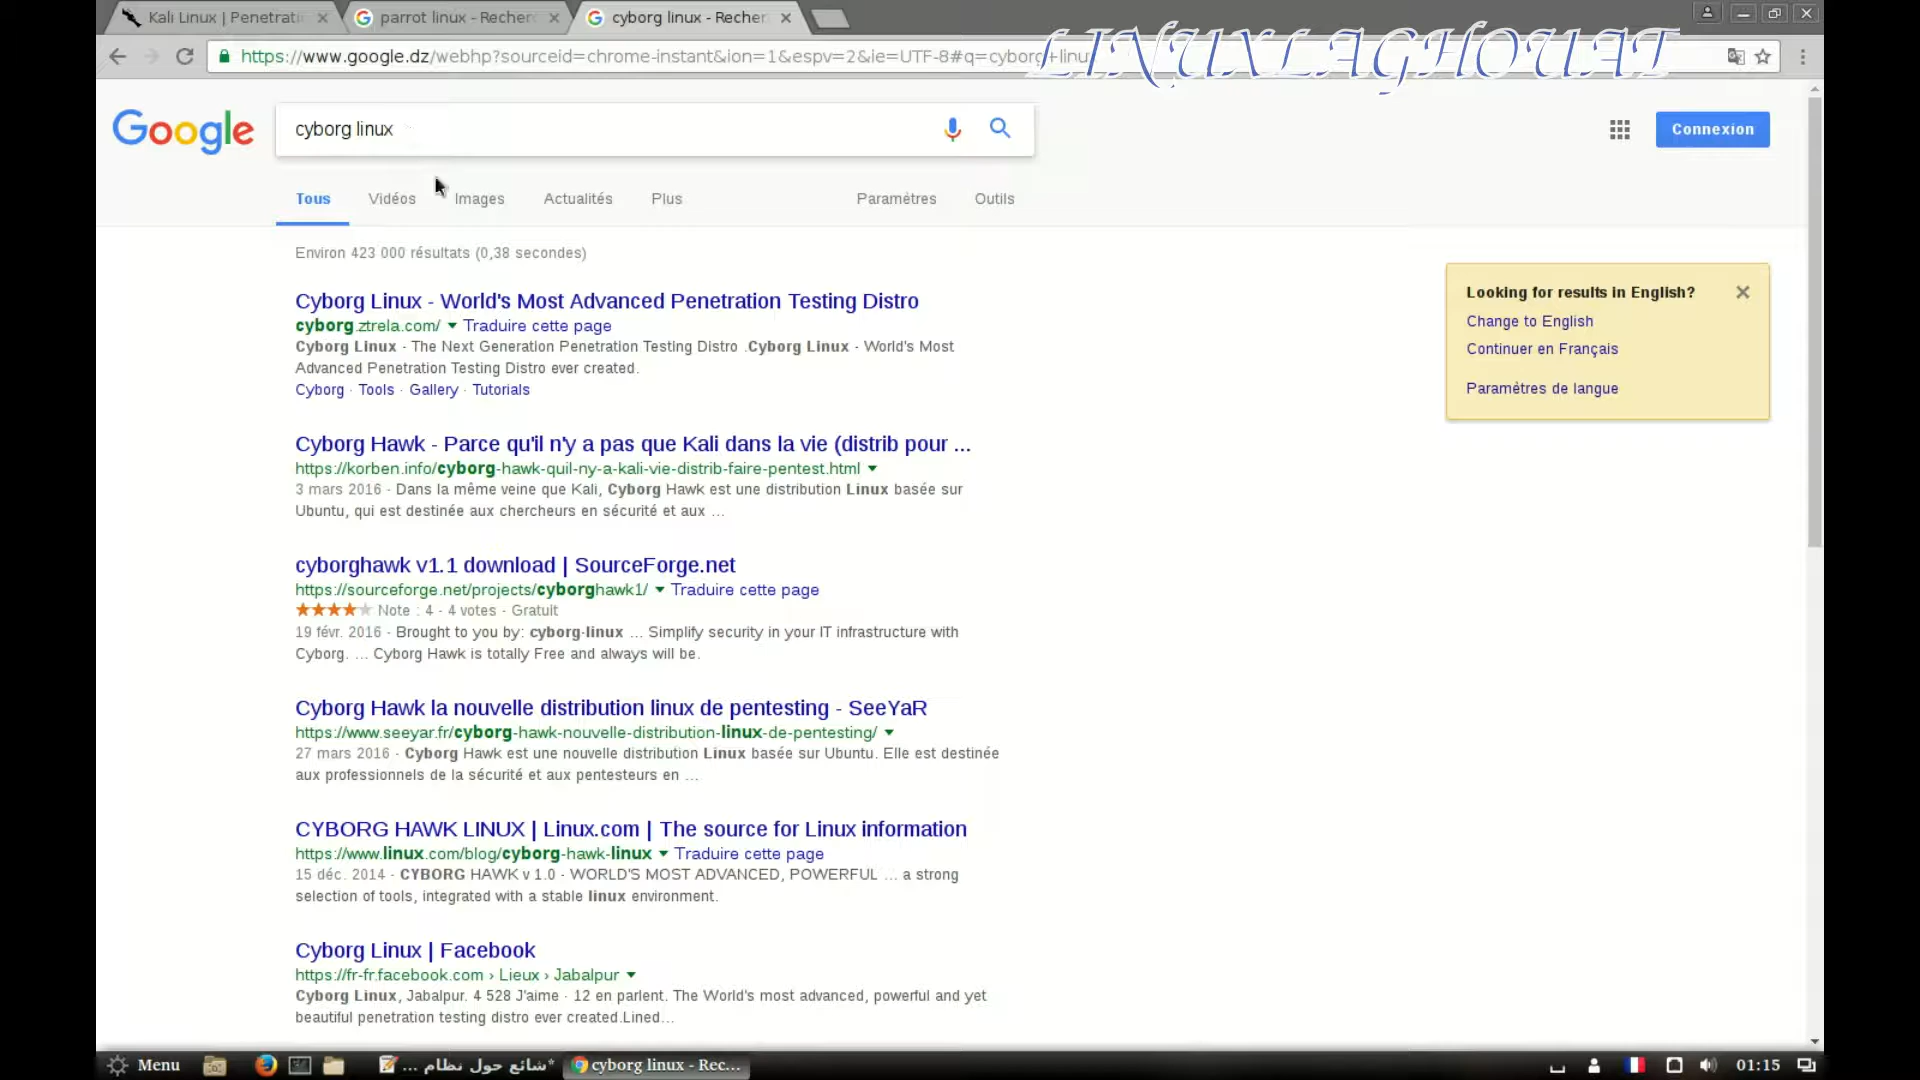 Kali Linux | Penetrati
parrot linux - Recher
cyborg linux - Recher
https://www.google.dz/webhp?sourceid=chrome-instant&ion=1&espv=2&ie=UTF-8#q=cyborg+linu
LINUXLAGHOUAT
Google
cyborg linux
Connexion
Tous Vidéos Images Actualités Plus Paramètres Outils
Environ 423 000 résultats (0,38 secondes)
Cyborg Linux - World's Most Advanced Penetration Testing Distro
cyborg.ztrela.com/ Traduire cette page
Cyborg Linux - The Next Generation Penetration Testing Distro .Cyborg Linux - World's Most
Advanced Penetration Testing Distro ever created.
Cyborg · Tools · Gallery · Tutorials
Cyborg Hawk - Parce qu'il n'y a pas que Kali dans la vie (distrib pour ...
https://korben.info/cyborg-hawk-quil-ny-a-kali-vie-distrib-faire-pentest.html
3 mars 2016 - Dans la même veine que Kali, Cyborg Hawk est une distribution Linux basée sur
Ubuntu, qui est destinée aux chercheurs en sécurité et aux ...
cyborghawk v1.1 download | SourceForge.net
https://sourceforge.net/projects/cyborghawk1/ Traduire cette page
Note : 4 - 4 votes - Gratuit
19 févr. 2016 - Brought to you by: cyborg-linux ... Simplify security in your IT infrastructure with
Cyborg. ... Cyborg Hawk is totally Free and always will be.
Cyborg Hawk la nouvelle distribution linux de pentesting - SeeYaR
https://www.seeyar.fr/cyborg-hawk-nouvelle-distribution-linux-de-pentesting/
27 mars 2016 - Cyborg Hawk est une nouvelle distribution Linux basée sur Ubuntu. Elle est destinée
aux professionnels de la sécurité et aux pentesteurs en ...
CYBORG HAWK LINUX | Linux.com | The source for Linux information
https://www.linux.com/blog/cyborg-hawk-linux Traduire cette page
15 déc. 2014 - CYBORG HAWK v 1.0 - WORLD'S MOST ADVANCED, POWERFUL ... a strong
selection of tools, integrated with a stable linux environment.
Cyborg Linux | Facebook
https://fr-fr.facebook.com › Lieux › Jabalpur
Cyborg Linux, Jabalpur. 4 528 J'aime · 12 en parlent. The World's most advanced, powerful and yet
beautiful penetration testing distro ever created.Lined...
Looking for results in English?
Change to English
Continuer en Français
Paramètres de langue
Menu
*شائع حول نظام ...
cyborg linux - Rec...
01:15